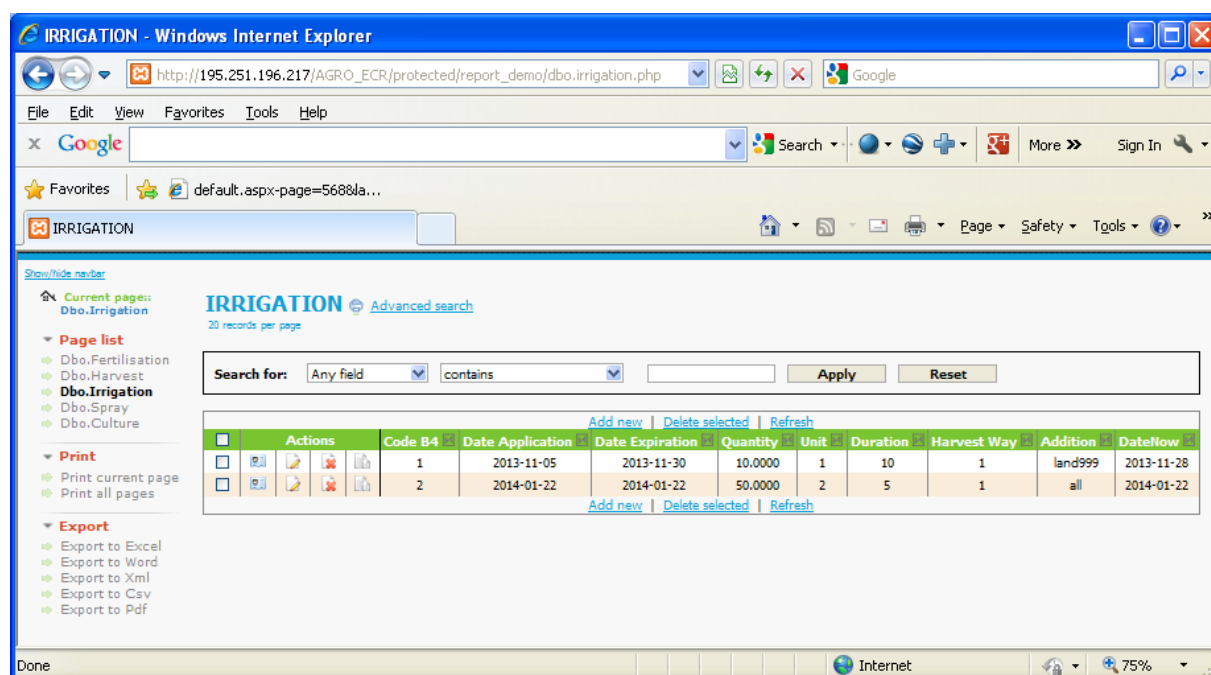 IRRIGATION - Windows Internet Explorer
http://195.251.196.217/AGRO_ECR/protected/report_demo/dbo.irrigation.php Google
File Edit View Favorites Tools Help
x Google Search More >> Sign In
Favorites default.aspx-page=568&la...
IRRIGATION Page Safety Tools >>
Show/hide navbar
Current page::
Dbo.Irrigation
Page list
Dbo.Fertilisation
Dbo.Harvest
Dbo.Irrigation
Dbo.Spray
Dbo.Culture
Print
Print current page
Print all pages
Export
Export to Excel
Export to Word
Export to Xml
Export to Csv
Export to Pdf
IRRIGATION Advanced search
20 records per page
Search for: Any field contains Apply Reset
Add new | Delete selected | Refresh
Actions Code B4 Date Application Date Expiration Quantity Unit Duration Harvest Way Addition DateNow
1 2013-11-05 2013-11-30 10.0000 1 10 1 land999 2013-11-28
2 2014-01-22 2014-01-22 50.0000 2 5 1 all 2014-01-22
Add new | Delete selected | Refresh
Done Internet 75%